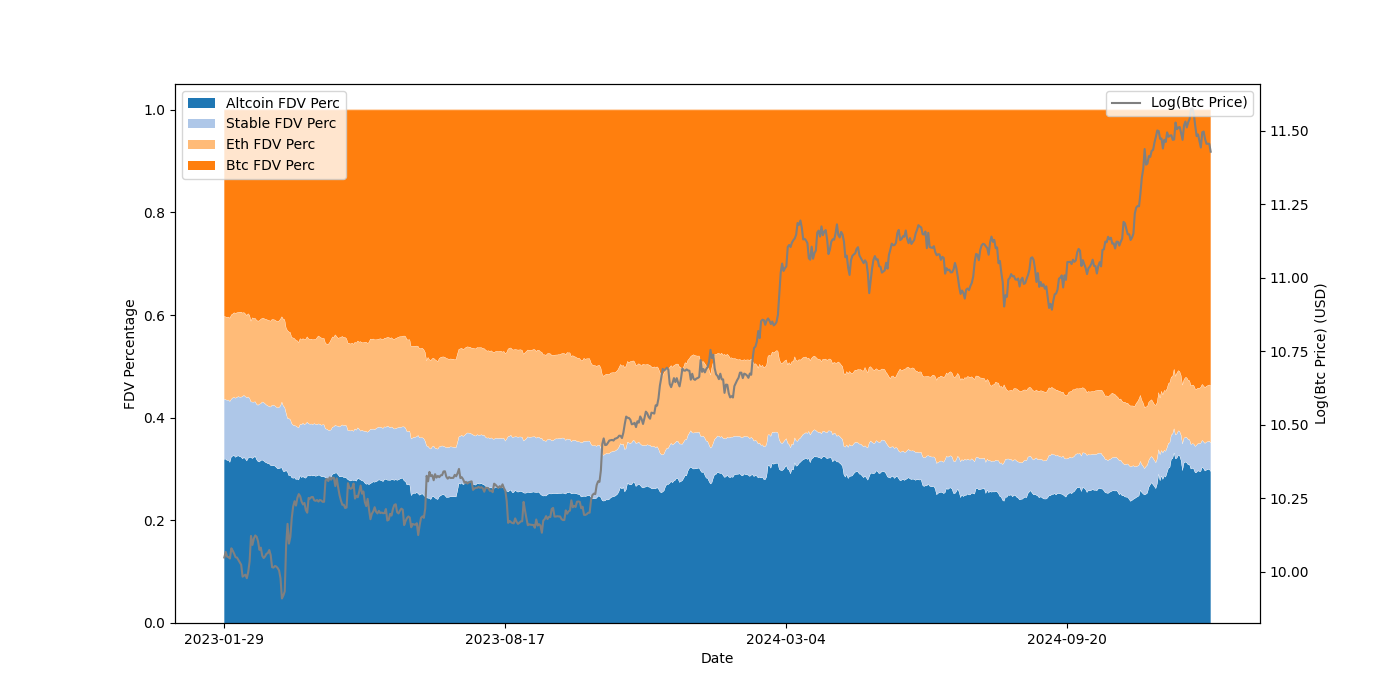 Altcoin FDV Perc
Stable FDV Perc
Eth FDV Perc
Btc FDV Perc
Log(Btc Price)
1.0
0.8
0.6
0.4
0.2
0.0
FDV Percentage
11.50
11.25
11.00
10.75
10.50
10.25
10.00
Log(Btc Price) (USD)
2023-01-29
2023-08-17
2024-03-04
2024-09-20
Date